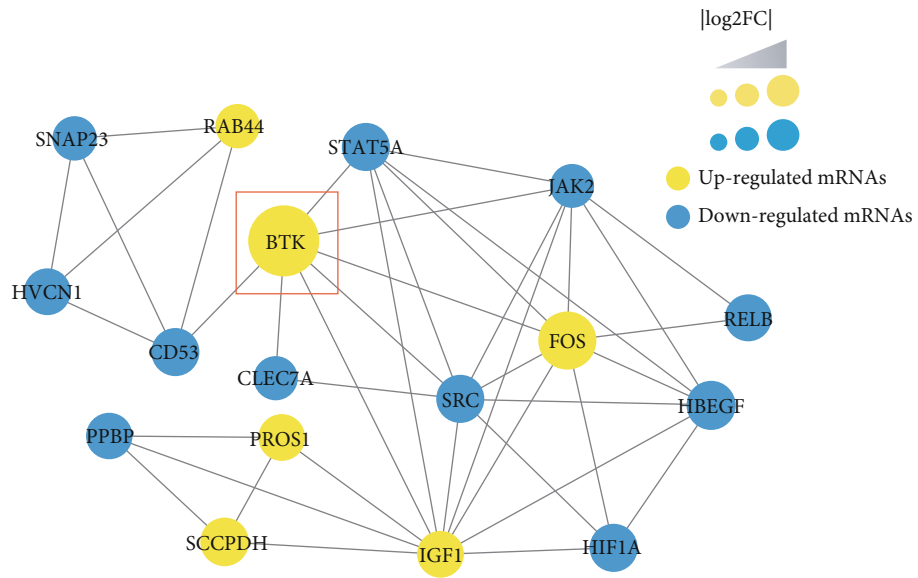 |log2FC|
SNAP23
RAB44
STAT5A
JAK2
Up-regulated mRNAs
Down-regulated mRNAs
BTK
HVCN1
CD53
CLEC7A
FOS
RELB
SRC
HBEGF
PPBP
PROS1
SCCPDH
IGF1
HIF1A